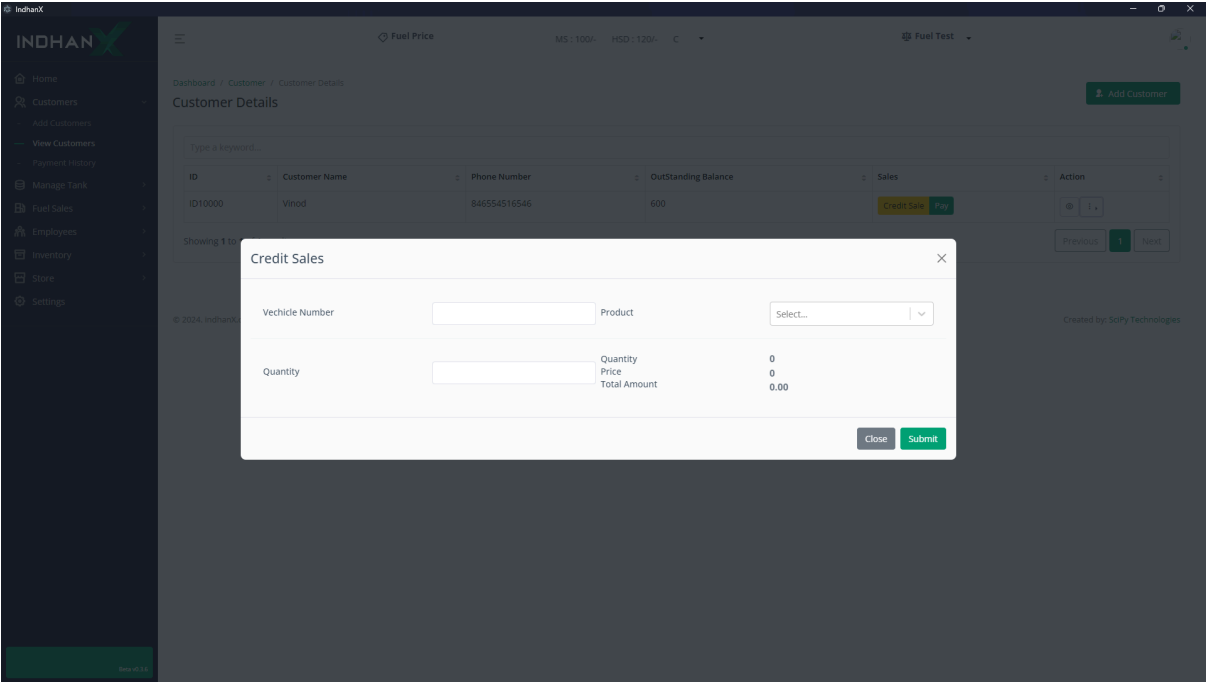 IndhanX
INDHAN X
Fuel Price
MS : 100/- HSD : 120/- C
Fuel Test
Home
Customers
Add Customers
View Customers
Payment History
Manage Tank
Fuel Sales
Employees
Inventory
Store
Settings
Dashboard / Customer / Customer Details
Customer Details
Add Customer
Type a keyword...
ID Customer Name Phone Number OutStanding Balance Sales Action
ID10000 Vinod 846554516546 600 Credit Sale Pay
Showing 1 to
Previous 1 Next
Credit Sales
Vechicle Number
Product
Select...
Quantity
Quantity 0
Price 0
Total Amount 0.00
Close Submit
© 2024, IndhanX
Created by: SciPy Technologies